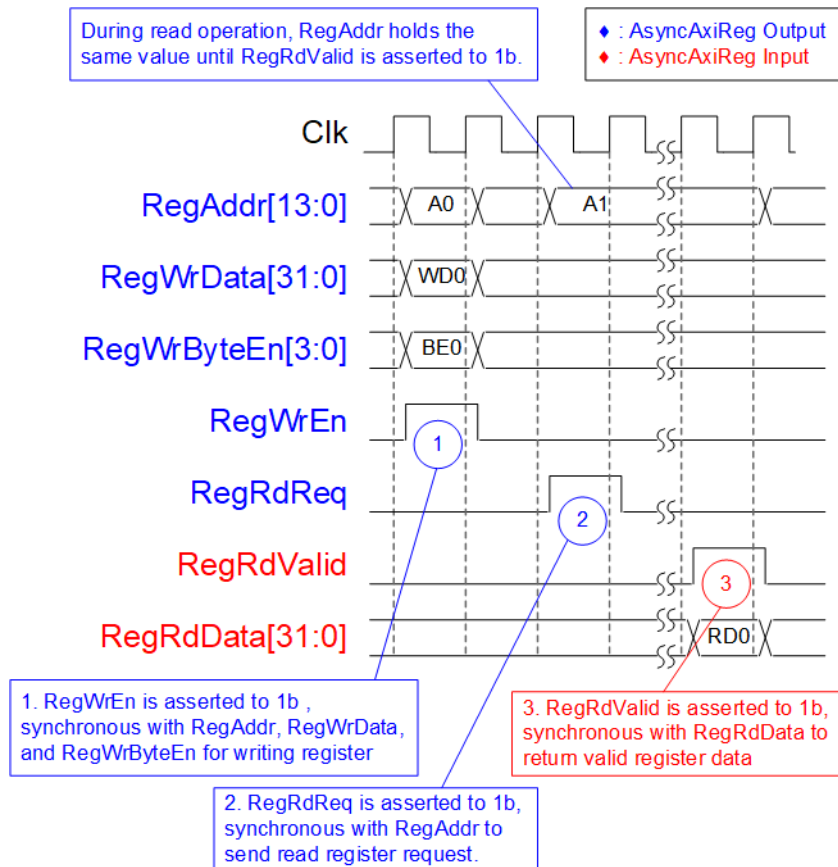 During read operation, RegAddr holds the
same value until RegRdValid is asserted to 1b.
♦ : AsyncAxiReg Output
♦ : AsyncAxiReg Input
Clk
RegAddr[13:0]
A0
A1
RegWrData[31:0]
WD0
RegWrByteEn[3:0]
BE0
RegWrEn
1
RegRdReq
2
RegRdValid
3
RegRdData[31:0]
RD0
1. RegWrEn is asserted to 1b ,
synchronous with RegAddr, RegWrData,
and RegWrByteEn for writing register
3. RegRdValid is asserted to 1b,
synchronous with RegRdData to
return valid register data
2. RegRdReq is asserted to 1b,
synchronous with RegAddr to
send read register request.